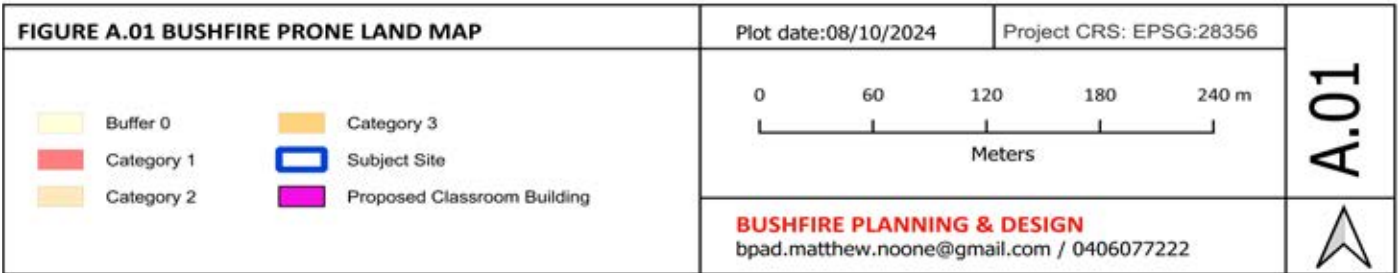 FIGURE A.01 BUSHFIRE PRONE LAND MAP
Plot date:08/10/2024
Project CRS: EPSG:28356
A.01
Buffer 0
Category 1
Category 2
Category 3
Subject Site
Proposed Classroom Building
0 60 120 180 240 m
Meters
BUSHFIRE PLANNING & DESIGN
bpad.matthew.noone@gmail.com / 0406077222